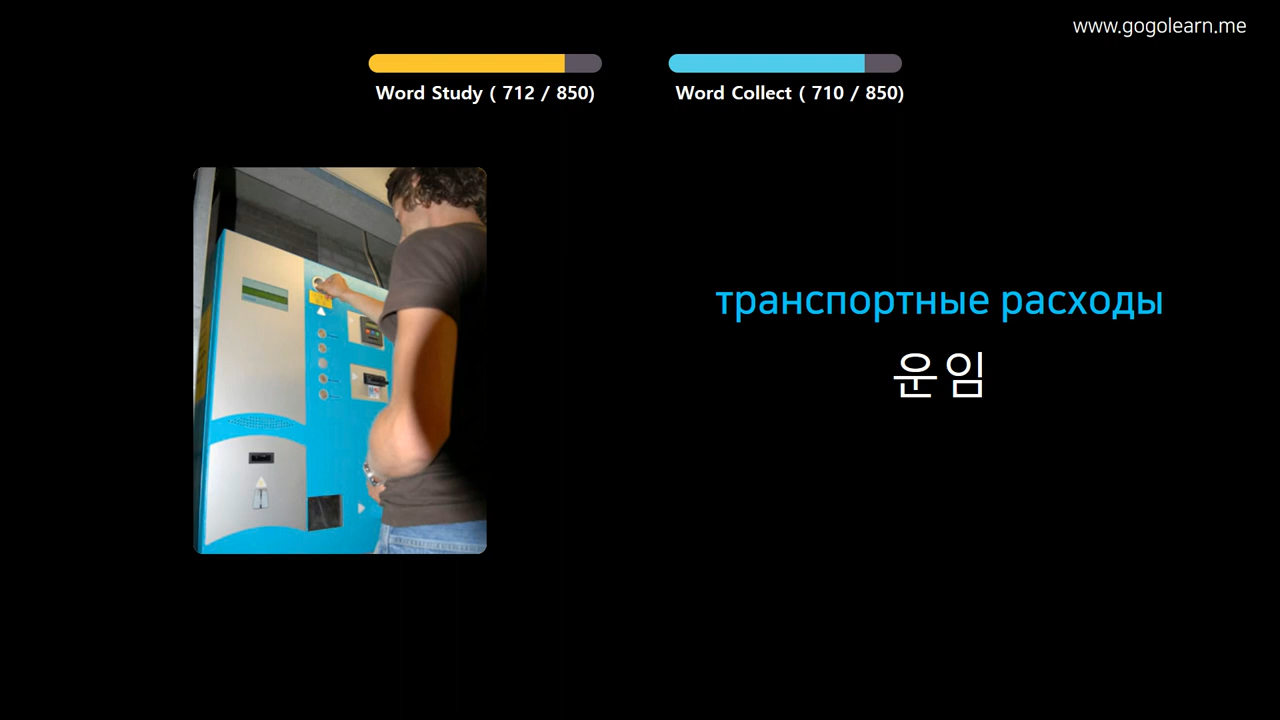 www.gogolearn.me
Word Study ( 712 / 850)
Word Collect ( 710 / 850)
транспортные расходы
운임